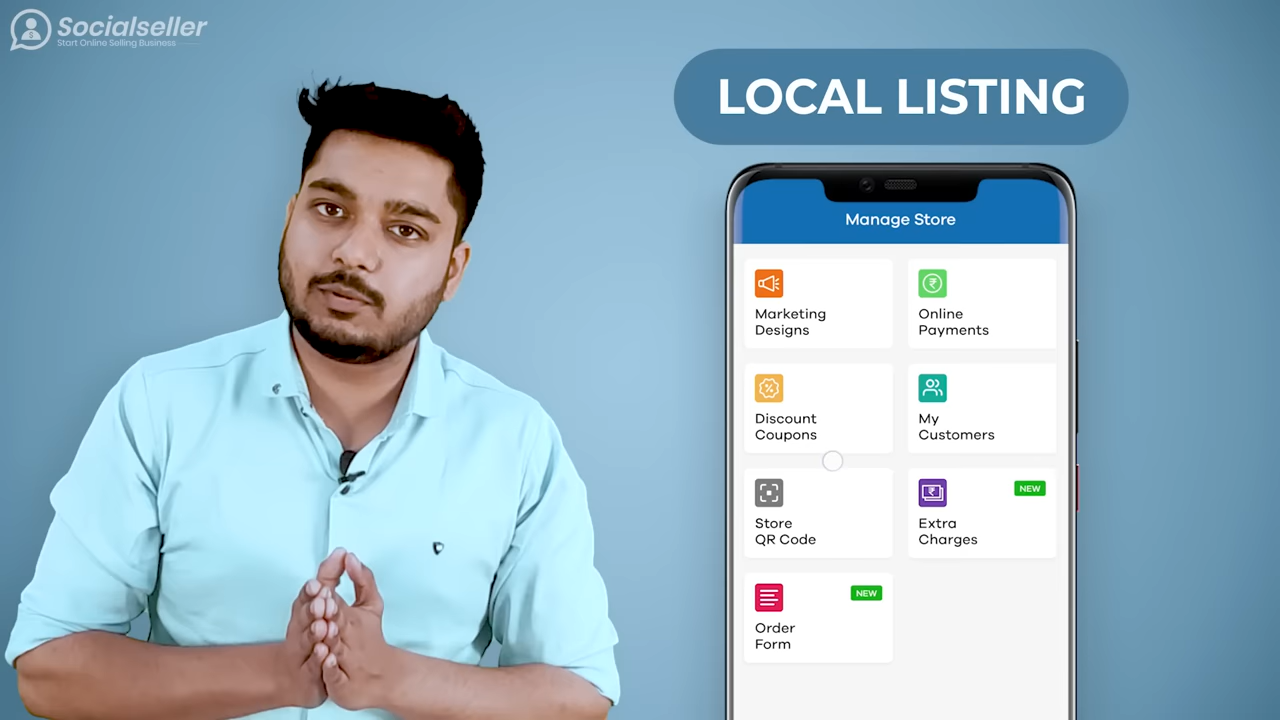 Socialseller
Start Online Selling Business
LOCAL LISTING
Manage Store
Marketing
Designs
Online
Payments
Discount
Coupons
My
Customers
Store
QR Code
NEW
Extra
Charges
NEW
Order
Form